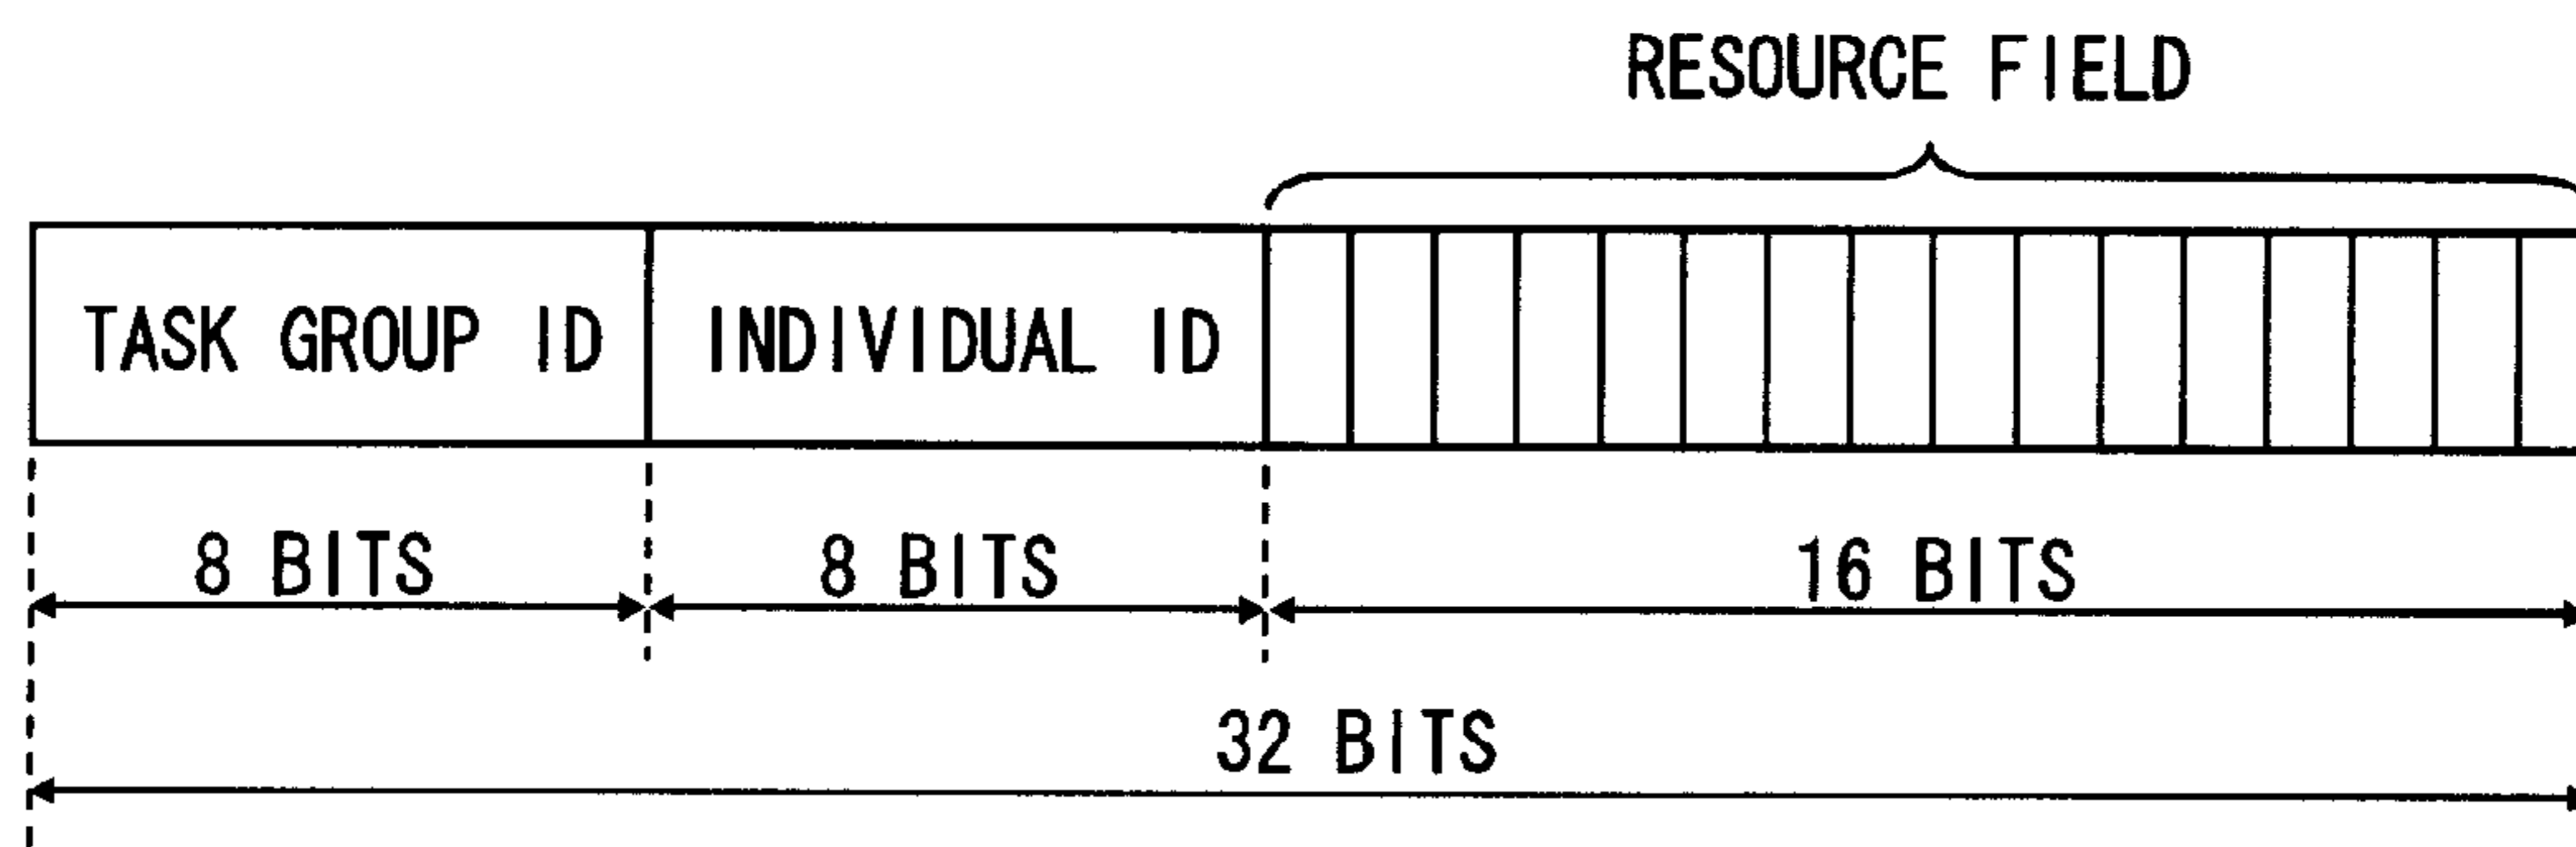 RESOURCE FIELD
TASK GROUP ID INDIVIDUAL ID
8 BITS 8 BITS 16 BITS
32 BITS